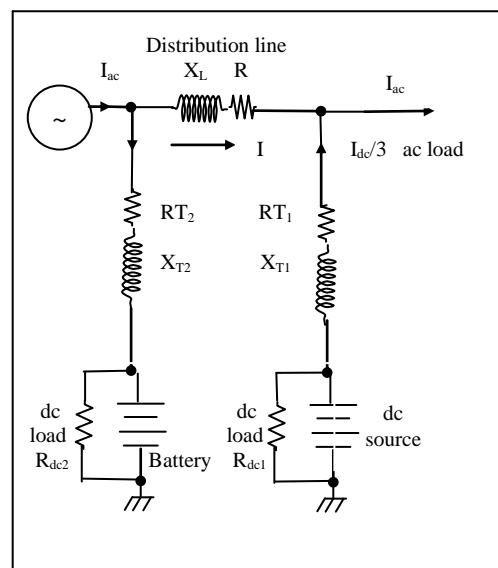 Distribution line
I_ac X_L R I_ac
~ I I_dc/3 ac load
RT_2 RT_1
X_T2 X_T1
dc load R_dc2 Battery dc load R_dc1 dc source